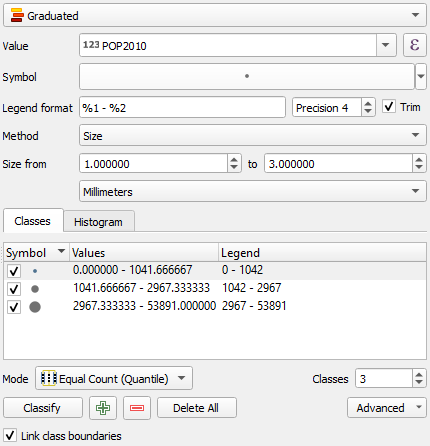 Graduated
Value 123 POP2010 ε
Symbol
Legend format %1 - %2 Precision 4 Trim
Method Size
Size from 1.000000 to 3.000000
Millimeters
Classes Histogram
Symbol Values Legend
0.000000 - 1041.666667 0 - 1042
1041.666667 - 2967.333333 1042 - 2967
2967.333333 - 53891.000000 2967 - 53891
Mode Equal Count (Quantile) Classes 3
Classify Delete All Advanced
Link class boundaries